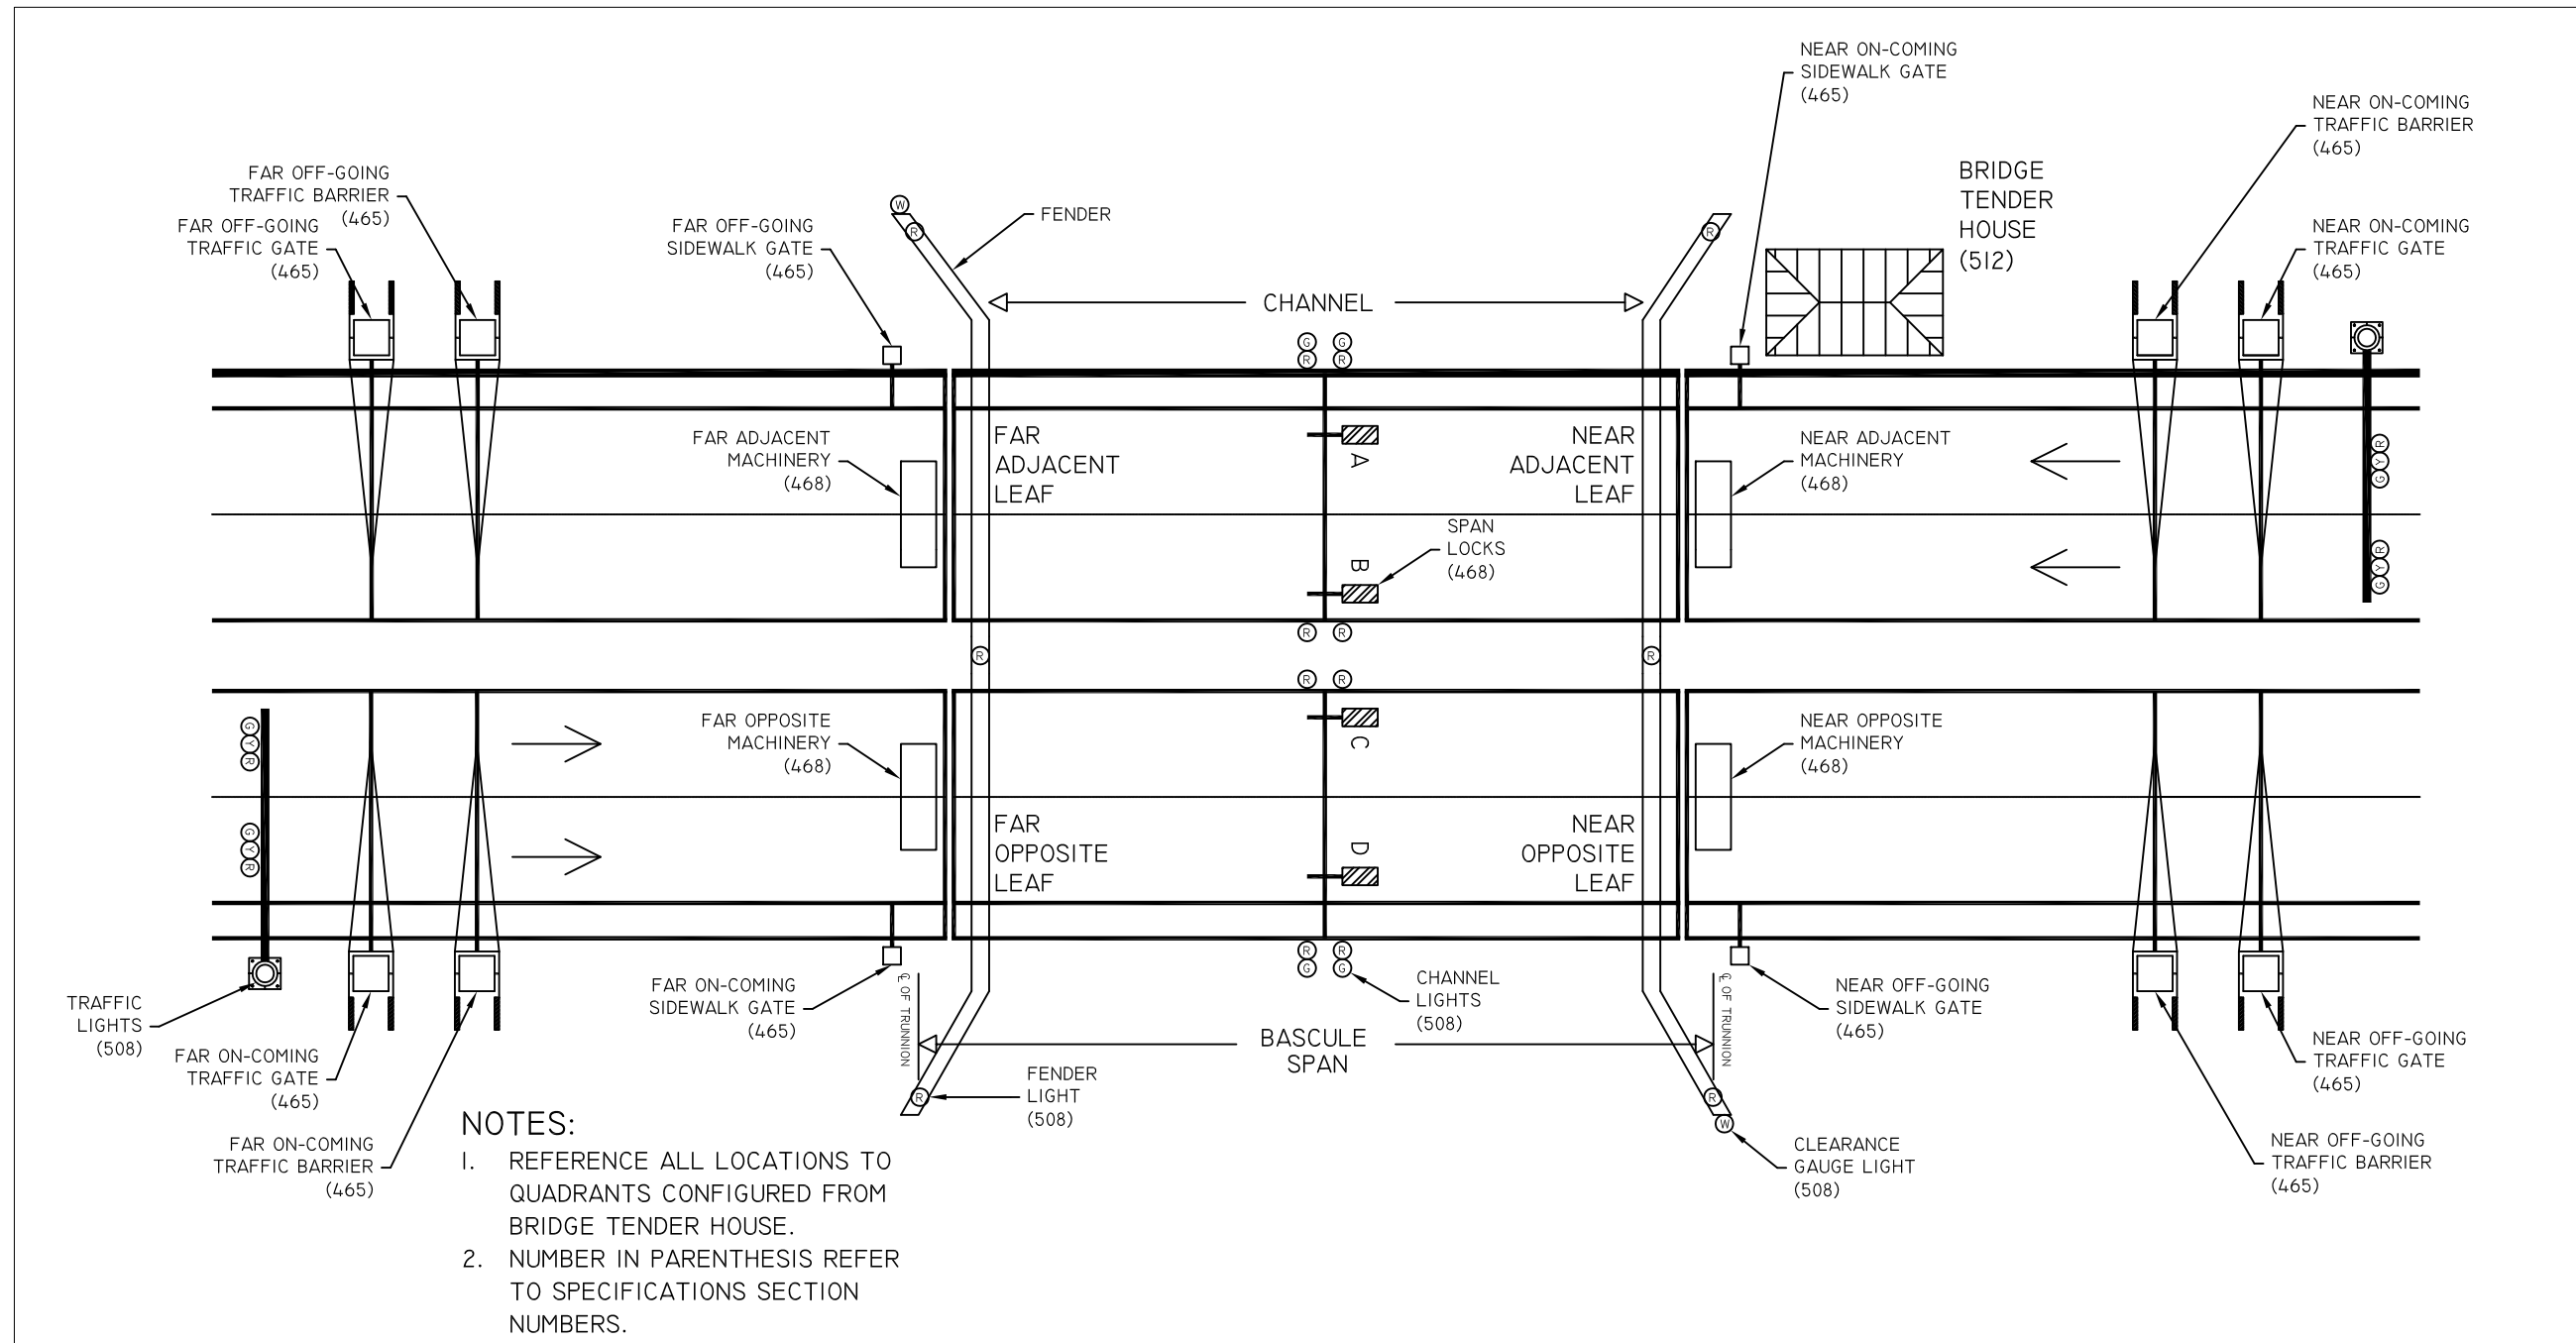 NEAR ON-COMING
SIDEWALK GATE
(465)
NEAR ON-COMING
TRAFFIC BARRIER
(465)
FAR OFF-GOING
TRAFFIC BARRIER
(465)
BRIDGE
TENDER
HOUSE
(512)
FAR OFF-GOING
TRAFFIC GATE
(465)
FAR OFF-GOING
SIDEWALK GATE
(465)
W
R
FENDER
R
NEAR ON-COMING
TRAFFIC GATE
(465)
CHANNEL
G G
R R
FAR ADJACENT
MACHINERY
(468)
FAR
ADJACENT
LEAF
A
NEAR
ADJACENT
LEAF
NEAR ADJACENT
MACHINERY
(468)
R
Y
G
B
SPAN
LOCKS
(468)
R
Y
G
R R
R
R
R R
G
Y
R
FAR OPPOSITE
MACHINERY
(468)
C
NEAR OPPOSITE
MACHINERY
(468)
G
Y
R
FAR
OPPOSITE
LEAF
D
NEAR
OPPOSITE
LEAF
R R
G G
TRAFFIC
LIGHTS
(508)
FAR ON-COMING
SIDEWALK GATE
(465)
℄ OF TRUNNION
CHANNEL
LIGHTS
(508)
℄ OF TRUNNION
NEAR OFF-GOING
SIDEWALK GATE
(465)
FAR ON-COMING
TRAFFIC GATE
(465)
BASCULE
SPAN
NEAR OFF-GOING
TRAFFIC GATE
(465)
R
FENDER
LIGHT
(508)
R
W
CLEARANCE
GAUGE LIGHT
(508)
FAR ON-COMING
TRAFFIC BARRIER
(465)
NEAR OFF-GOING
TRAFFIC BARRIER
(465)
NOTES:
1. REFERENCE ALL LOCATIONS TO
QUADRANTS CONFIGURED FROM
BRIDGE TENDER HOUSE.
2. NUMBER IN PARENTHESIS REFER
TO SPECIFICATIONS SECTION
NUMBERS.